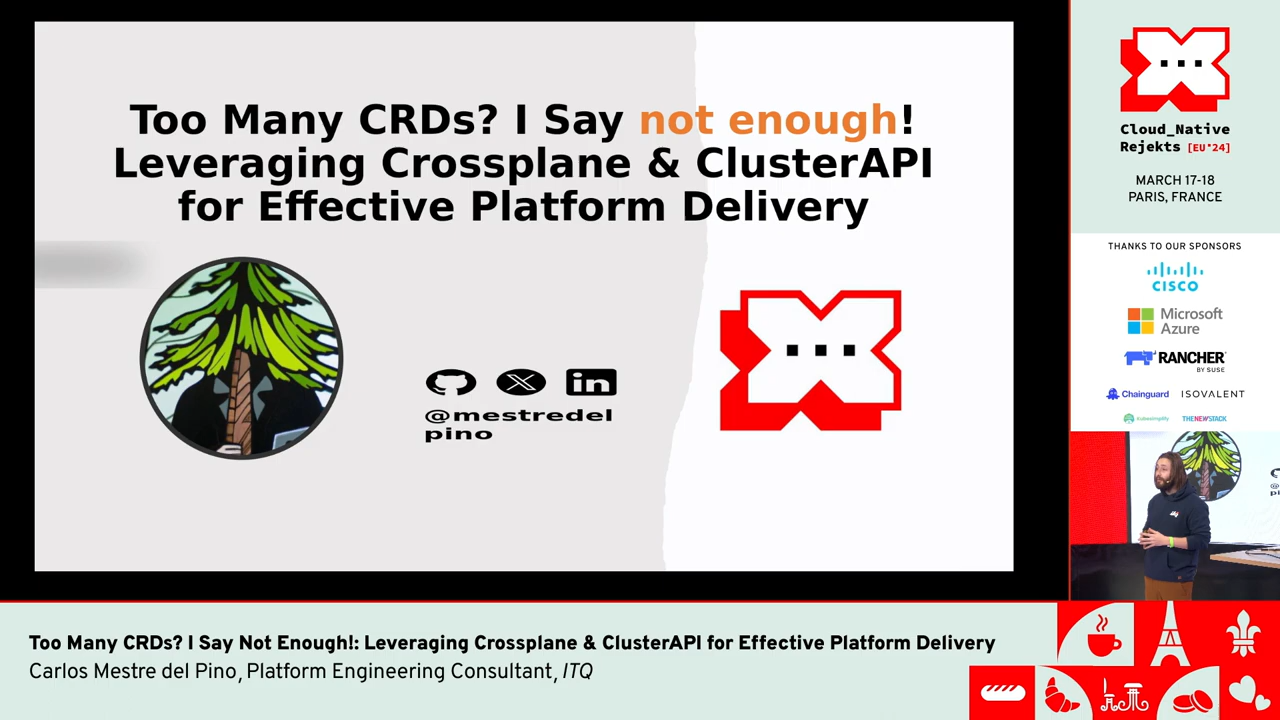 Too Many CRDs? I Say not enough!
Leveraging Crossplane & ClusterAPI
for Effective Platform Delivery
@mestredel
pino
Cloud_Native
Rejekts [EU'24]
MARCH 17-18
PARIS, FRANCE
THANKS TO OUR SPONSORS
CISCO
Microsoft
Azure
RANCHER
BY SUSE
Chainguard ISOVALENT
kubesimplify THENEWSTACK
Too Many CRDs? I Say Not Enough!: Leveraging Crossplane & ClusterAPI for Effective Platform Delivery
Carlos Mestre del Pino, Platform Engineering Consultant, ITQ